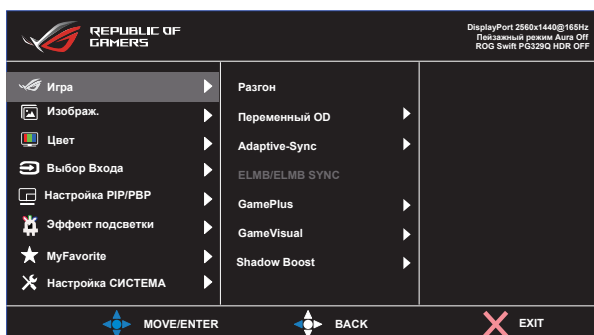 REPUBLIC OF
GAMERS
DisplayPort 2560x1440@165Hz
Пейзажный режим Aura Off
ROG Swift PG329Q HDR OFF
Игра
Изображ.
Цвет
Выбор Входа
Настройка PIP/PBP
Эффект подсветки
MyFavorite
Настройка СИСТЕМА
Разгон
Переменный OD
Adaptive-Sync
ELMB/ELMB SYNC
GamePlus
GameVisual
Shadow Boost
MOVE/ENTER
BACK
EXIT